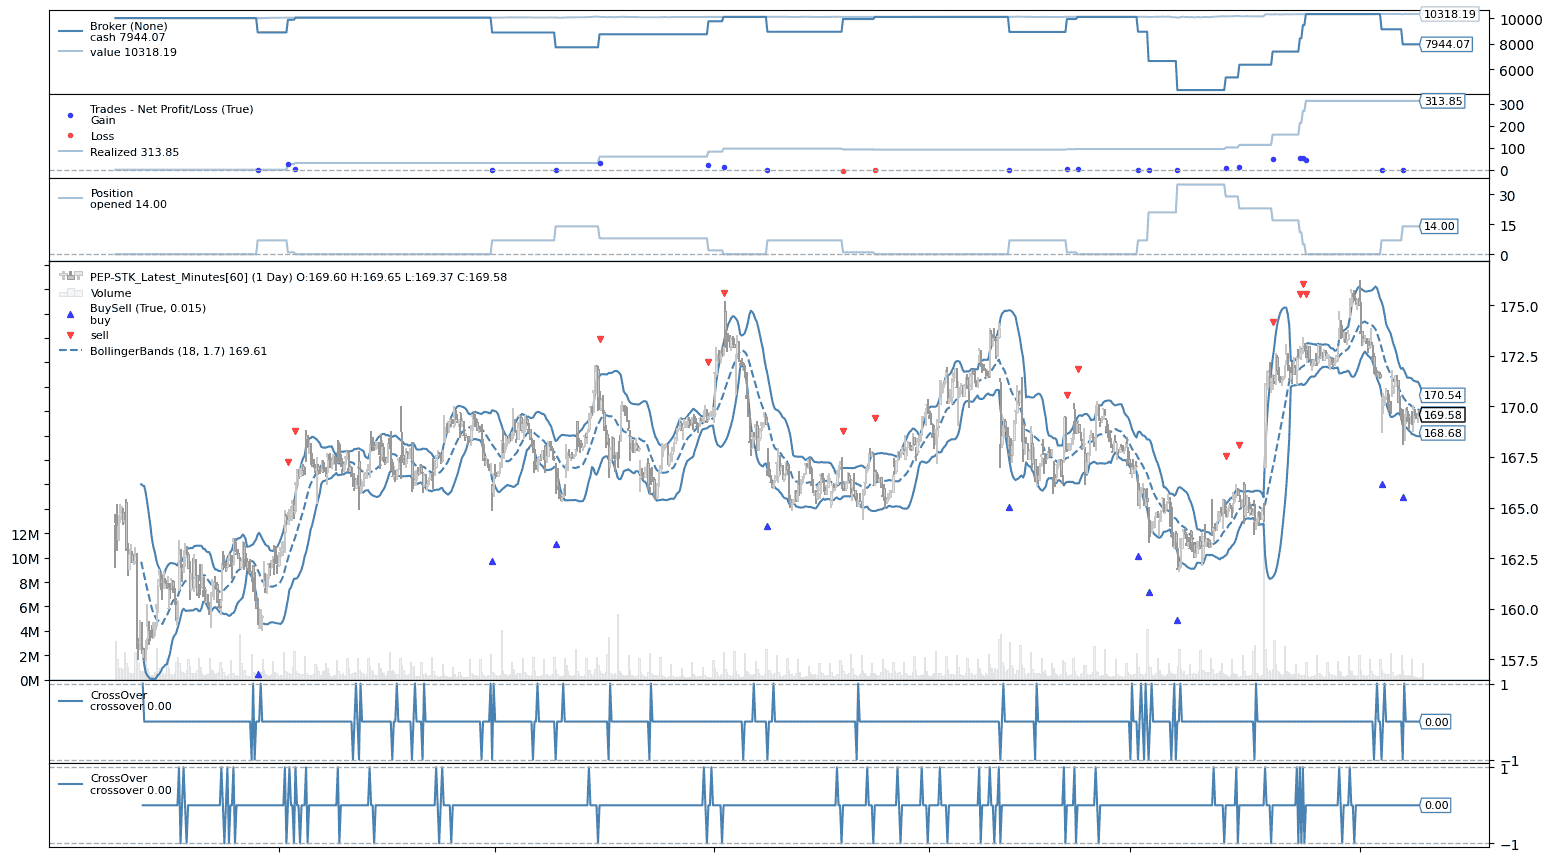 Broker (None)
cash 7944.07
value 10318.19
10318.19
7944.07
10000
8000
6000
Trades - Net Profit/Loss (True)
Gain
Loss
Realized 313.85
313.85
300
200
100
0
Position
opened 14.00
14.00
30
15
0
PEP-STK_Latest_Minutes[60] (1 Day) O:169.60 H:169.65 L:169.37 C:169.58
Volume
BuySell (True, 0.015)
buy
sell
BollingerBands (18, 1.7) 169.61
175.0
172.5
170.54
170.0
169.58
168.68
167.5
165.0
162.5
160.0
157.5
12M
10M
8M
6M
4M
2M
0M
CrossOver
crossover 0.00
1
0.00
−1
CrossOver
crossover 0.00
1
0.00
−1